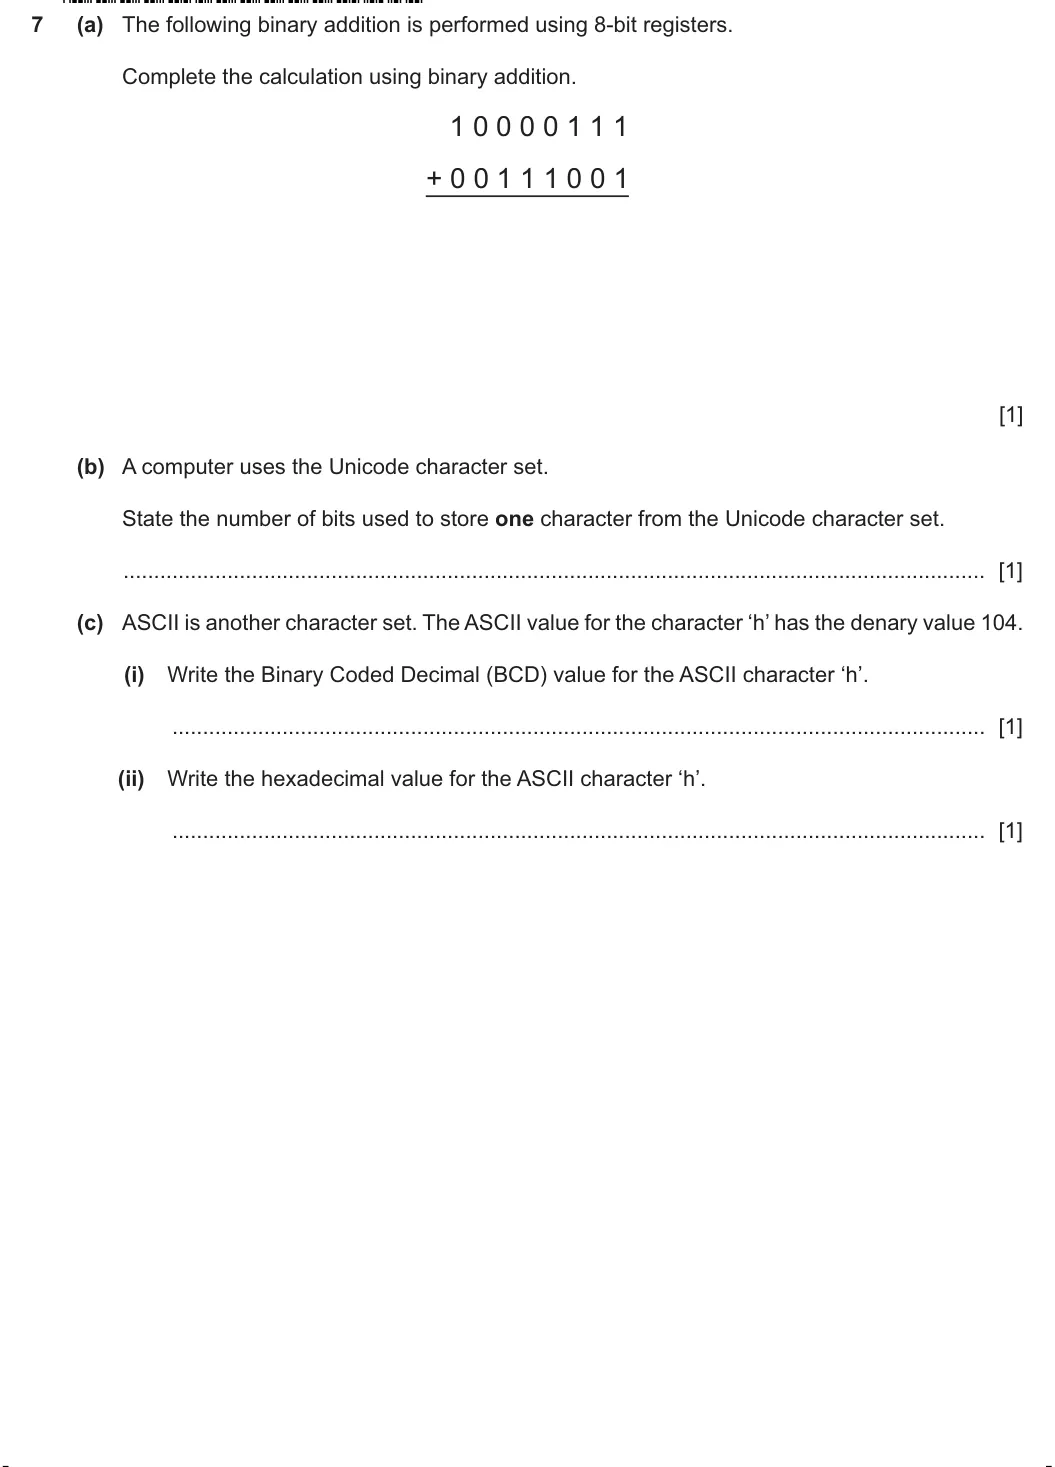 7 (a) The following binary addition is performed using 8-bit registers.
Complete the calculation using binary addition.
1 0 0 0 0 1 1 1
+ 0 0 1 1 1 0 0 1
[1]
(b) A computer uses the Unicode character set.
State the number of bits used to store one character from the Unicode character set.
.............................................................................................................................................. [1]
(c) ASCII is another character set. The ASCII value for the character ‘h’ has the denary value 104.
(i) Write the Binary Coded Decimal (BCD) value for the ASCII character ‘h’.
...................................................................................................................................... [1]
(ii) Write the hexadecimal value for the ASCII character ‘h’.
...................................................................................................................................... [1]